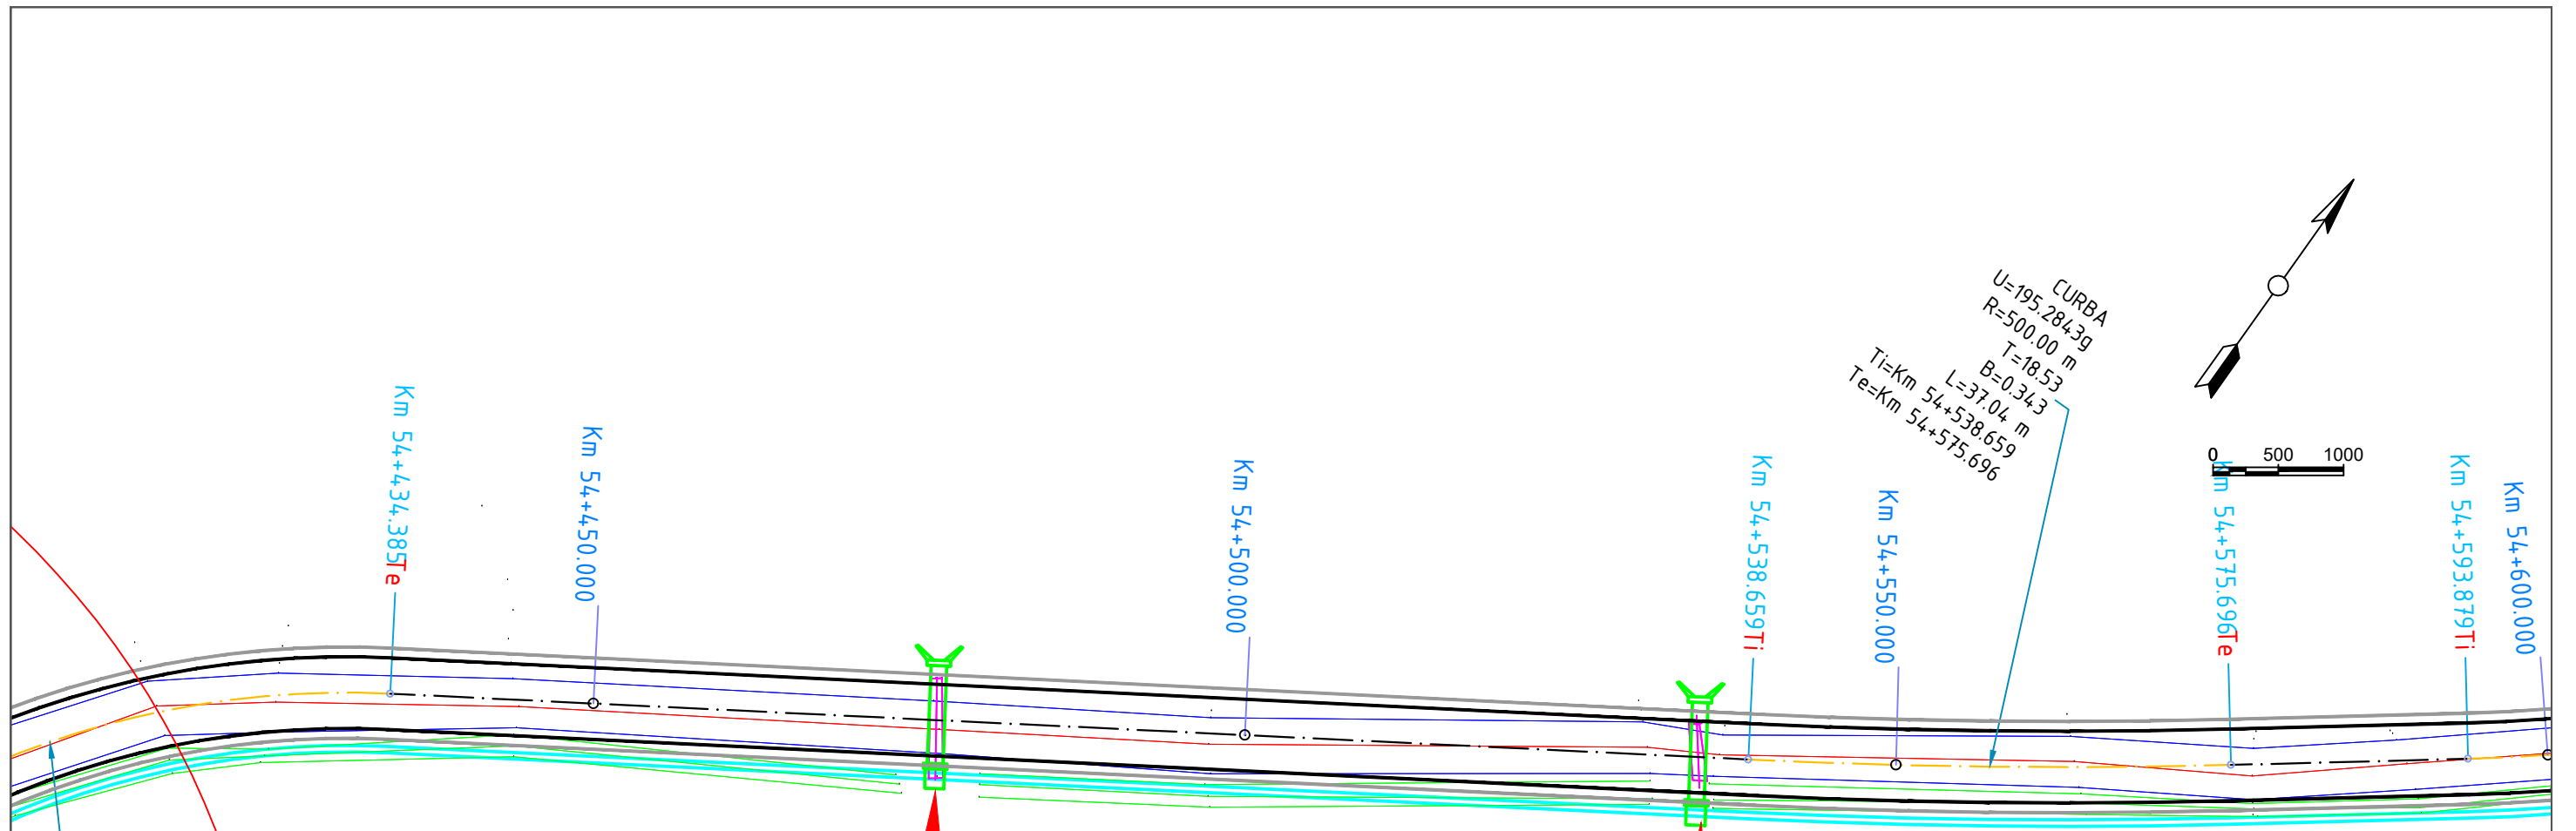 Km 54+434.385Te
Km 54+450.000
Km 54+500.000
Km 54+538.659Ti
Km 54+550.000
CURBA
U=195.2843g
R=500.00 m
T=18.53
B=0.343
L=37.04 m
Ti=Km 54+538.659
Te=Km 54+575.696
0 500 1000
Km 54+575.696Te
Km 54+593.879Ti
Km 54+600.000